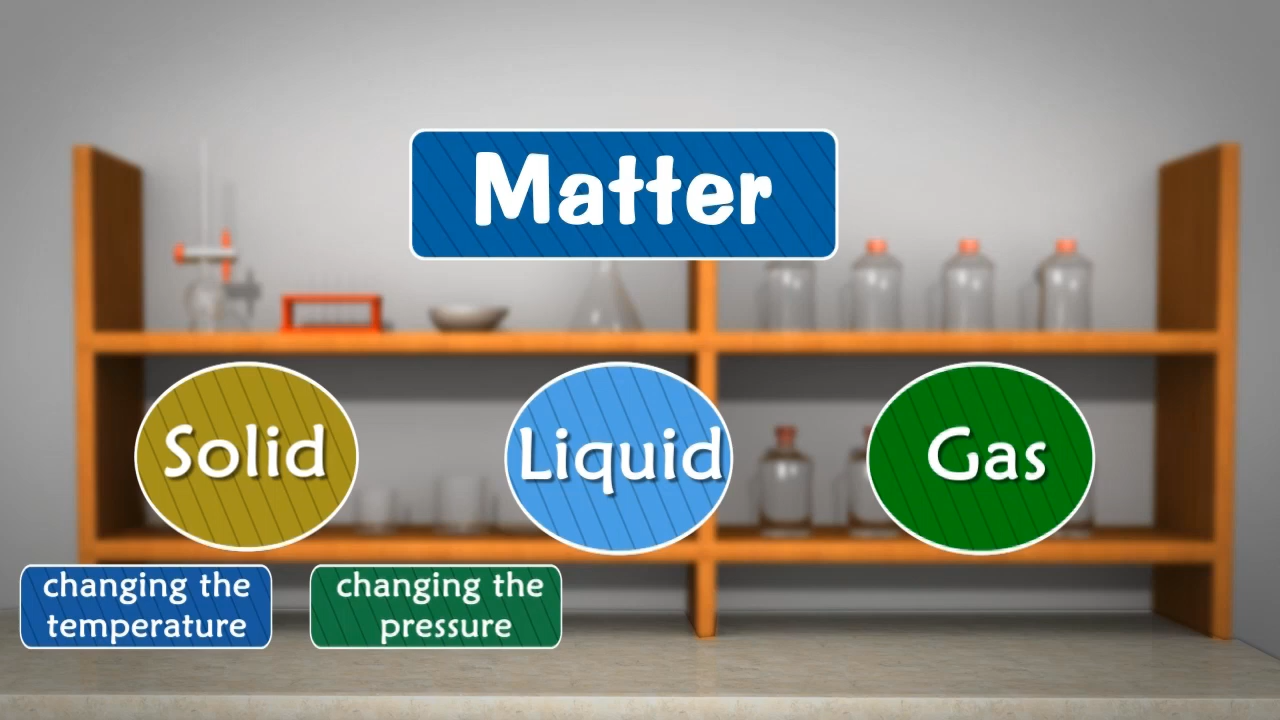 Matter
Solid
Liquid
Gas
changing the
temperature
changing the
pressure